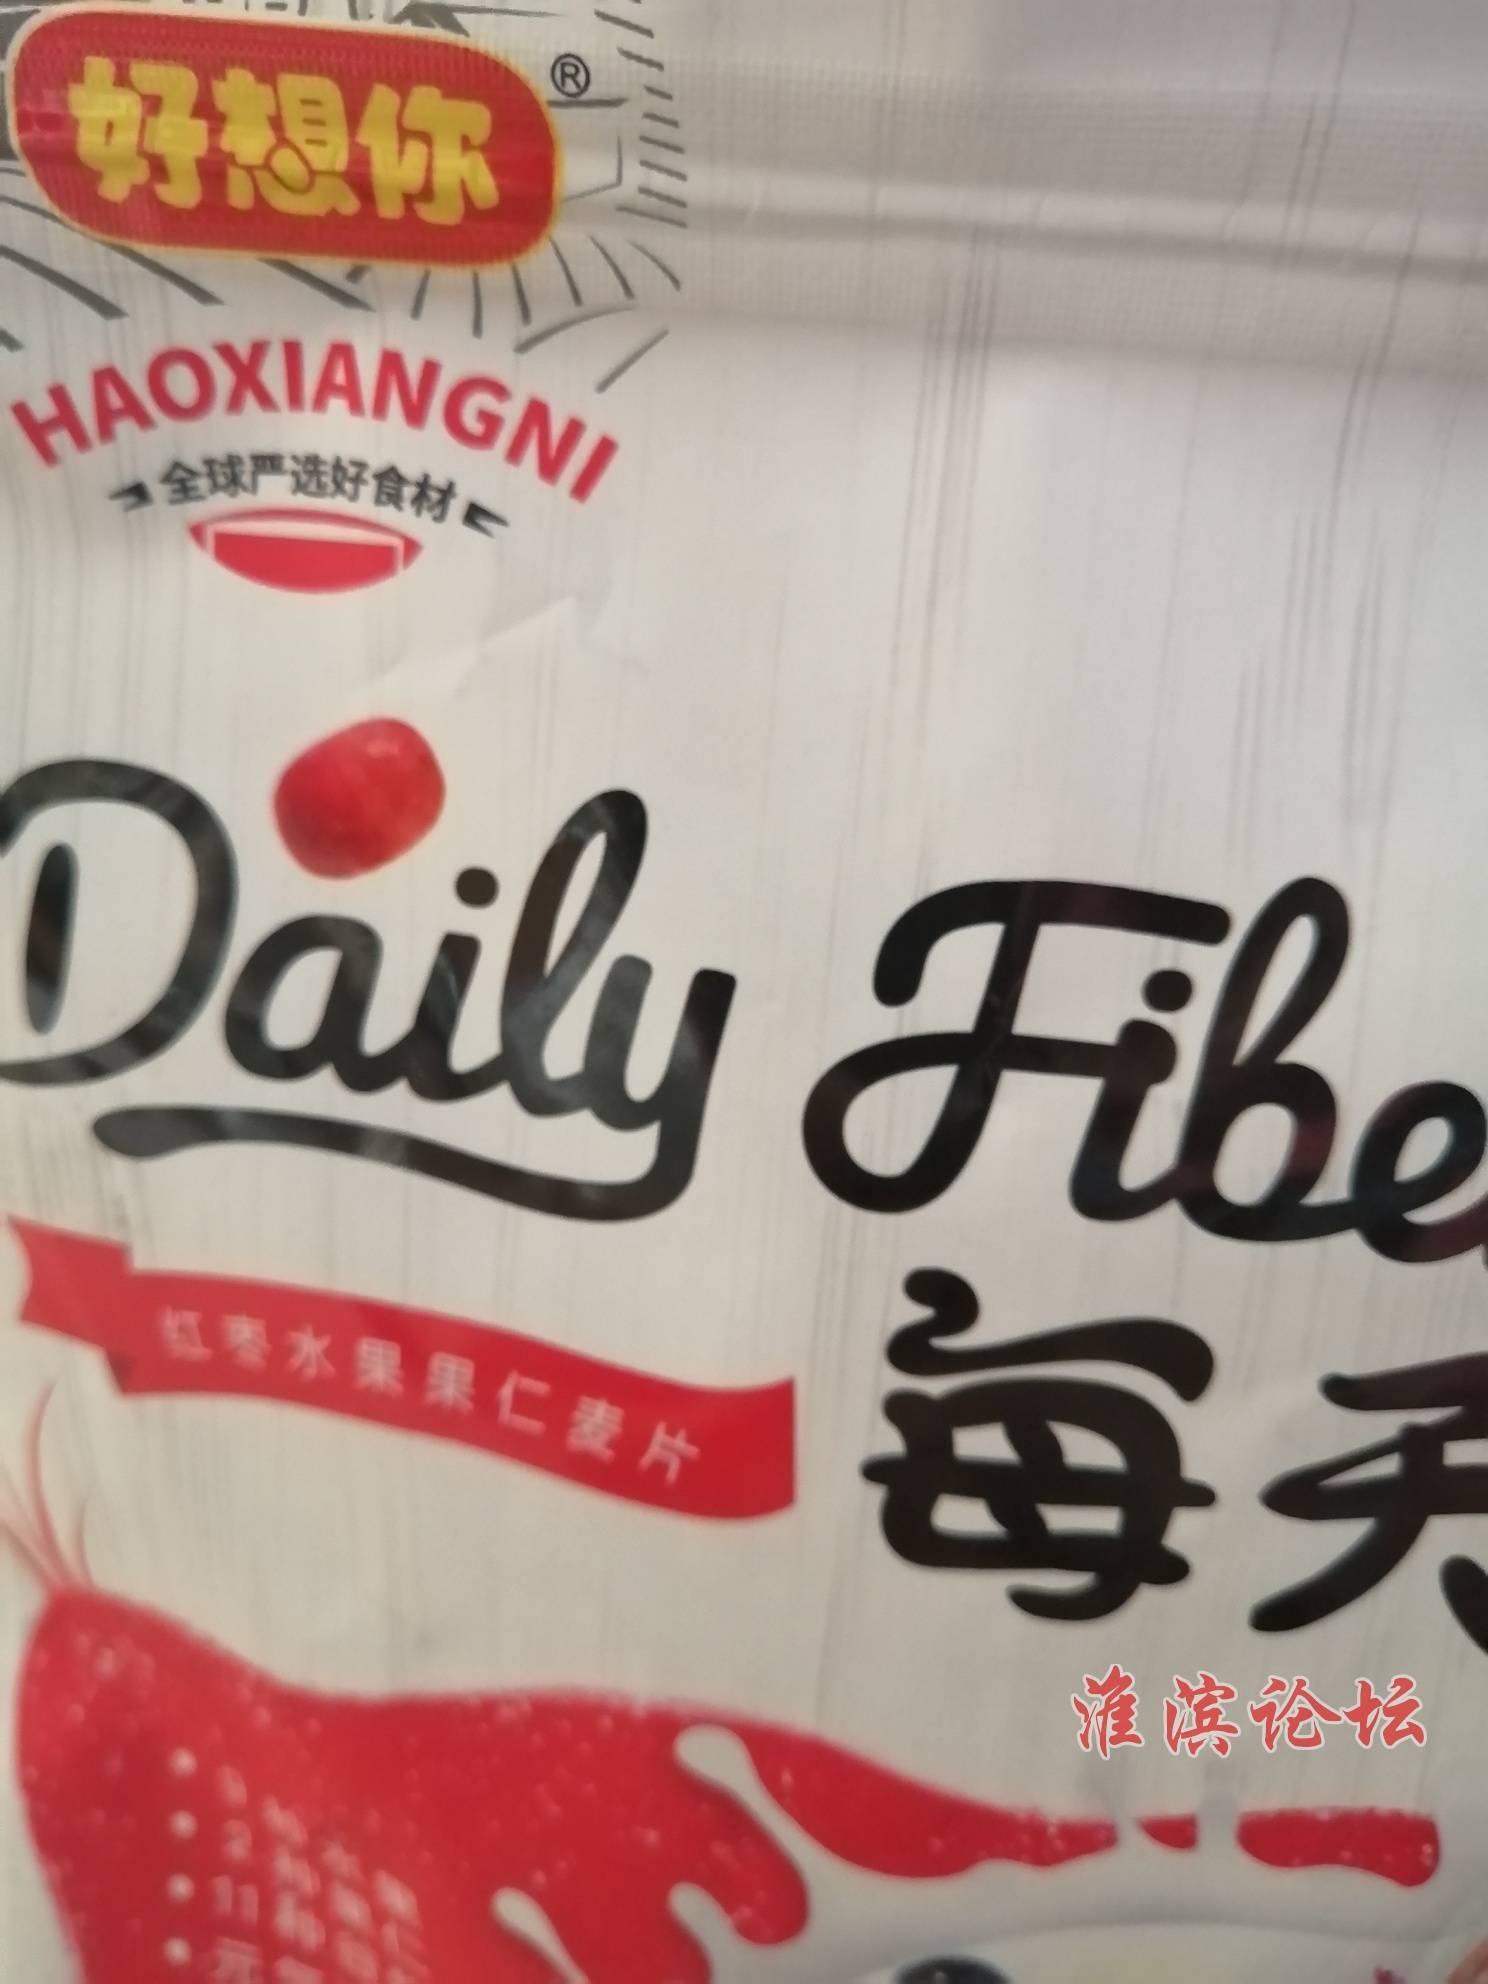 好想你
®
HAOXIANGNI
全球严选好食材
Daily Fibe
红枣水果果仁麦片
每天
淮滨论坛